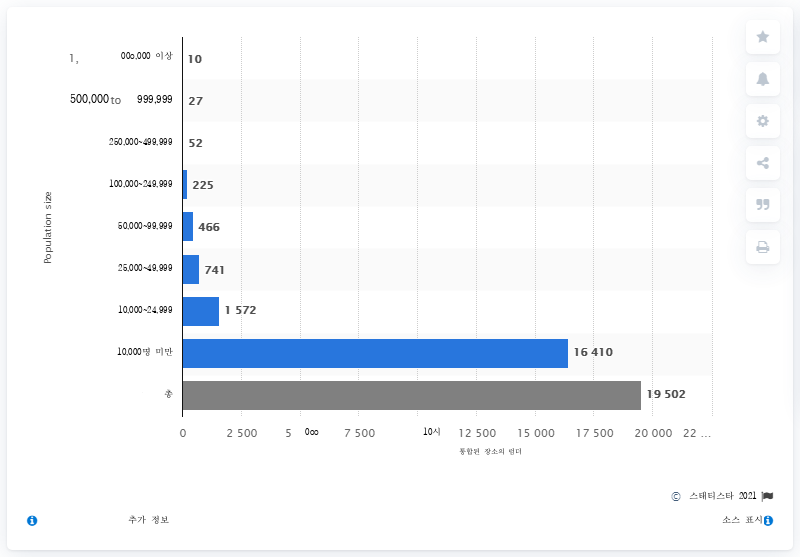 1, 00o,000 이상 10
500,000 to 999,999 27
250,000~499,999 52
100,000~249,999 225
50,000~99,999 466
25,000~49,999 741
10,000~24,999 1 572
10,000명 미만 16 410
총 19 502
Population size
0 2 500 5 0∞ 7 500 10시 12 500 15 000 17 500 20 000 22 ...
통합된 장소의 넘더
© 스태티스타 2021
추가 정보
소스 표시